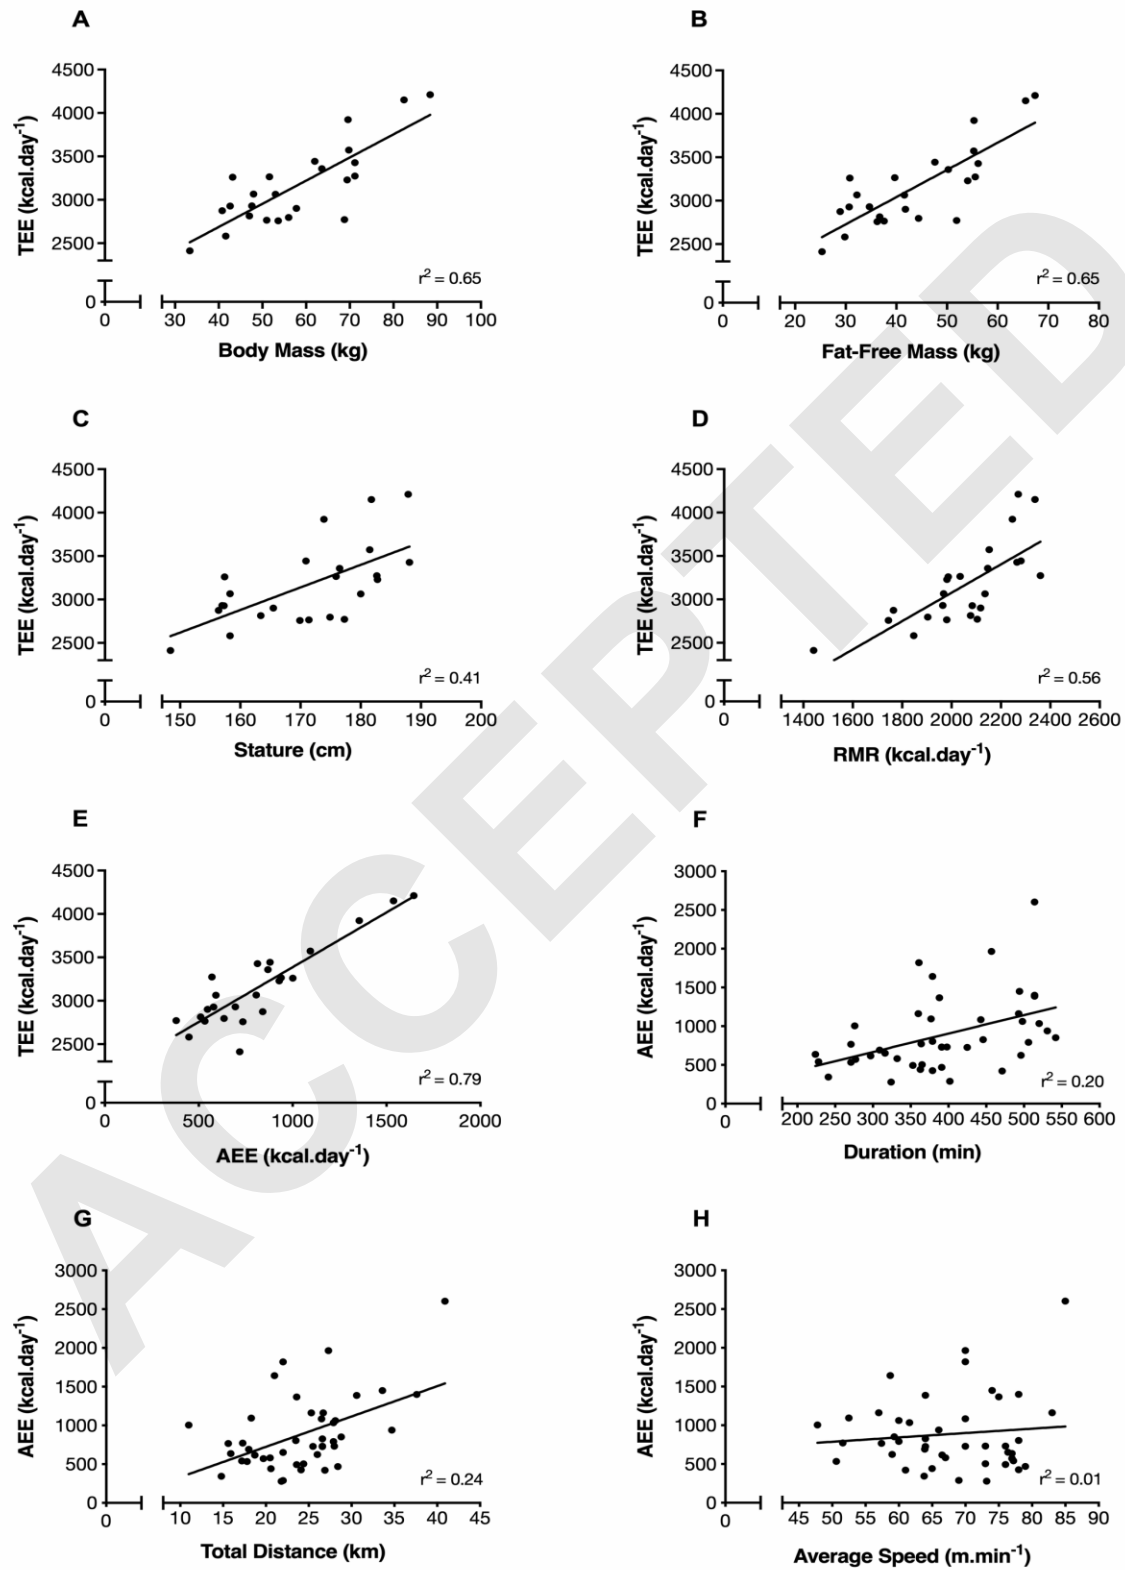 A
4500
4000
3500
3000
2500
0
TEE (kcal.day-1)
r2 = 0.65
0 30 40 50 60 70 80 90 100
Body Mass (kg)
B
4500
4000
3500
3000
2500
0
TEE (kcal.day-1)
r2 = 0.65
0 20 30 40 50 60 70 80
Fat-Free Mass (kg)
C
4500
4000
3500
3000
2500
0
TEE (kcal.day-1)
r2 = 0.41
0 150 160 170 180 190 200
Stature (cm)
D
4500
4000
3500
3000
2500
0
TEE (kcal.day-1)
r2 = 0.56
0 1400 1600 1800 2000 2200 2400 2600
RMR (kcal.day-1)
E
4500
4000
3500
3000
2500
0
TEE (kcal.day-1)
r2 = 0.79
0 500 1000 1500 2000
AEE (kcal.day-1)
F
3000
2500
2000
1500
1000
500
0
AEE (kcal.day-1)
r2 = 0.20
0 200 250 300 350 400 450 500 550 600
Duration (min)
G
3000
2500
2000
1500
1000
500
0
AEE (kcal.day-1)
r2 = 0.24
0 10 15 20 25 30 35 40 45
Total Distance (km)
H
3000
2500
2000
1500
1000
500
0
AEE (kcal.day-1)
r2 = 0.01
0 45 50 55 60 65 70 75 80 85 90
Average Speed (m.min-1)
ACCEPTED